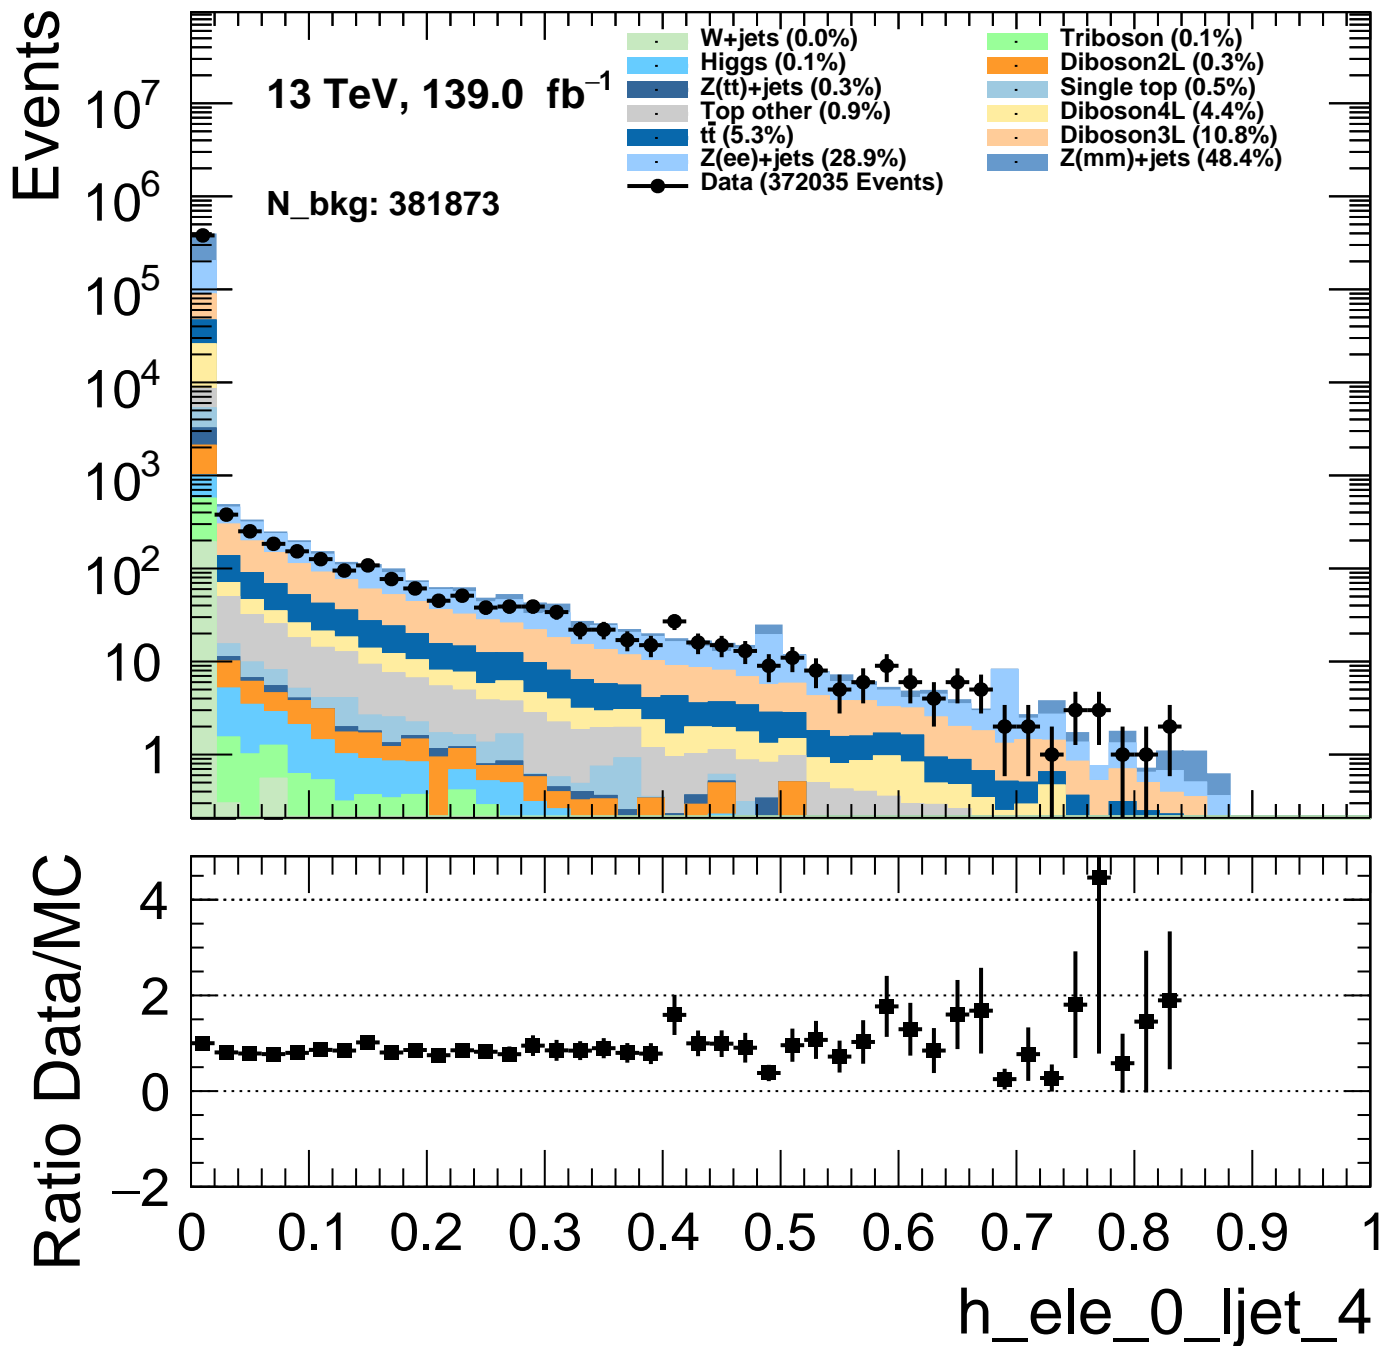 Events
13 TeV, 139.0 fb⁻¹
N_bkg: 381873
W+jets (0.0%)
Higgs (0.1%)
Z(tt)+jets (0.3%)
Top other (0.9%)
tt̄ (5.3%)
Z(ee)+jets (28.9%)
Data (372035 Events)
Triboson (0.1%)
Diboson2L (0.3%)
Single top (0.5%)
Diboson4L (4.4%)
Diboson3L (10.8%)
Z(mm)+jets (48.4%)
10⁷
10⁶
10⁵
10⁴
10³
10²
10
1
Ratio Data/MC
4
2
0
−2
0 0.1 0.2 0.3 0.4 0.5 0.6 0.7 0.8 0.9 1
h_ele_0_ljet_4